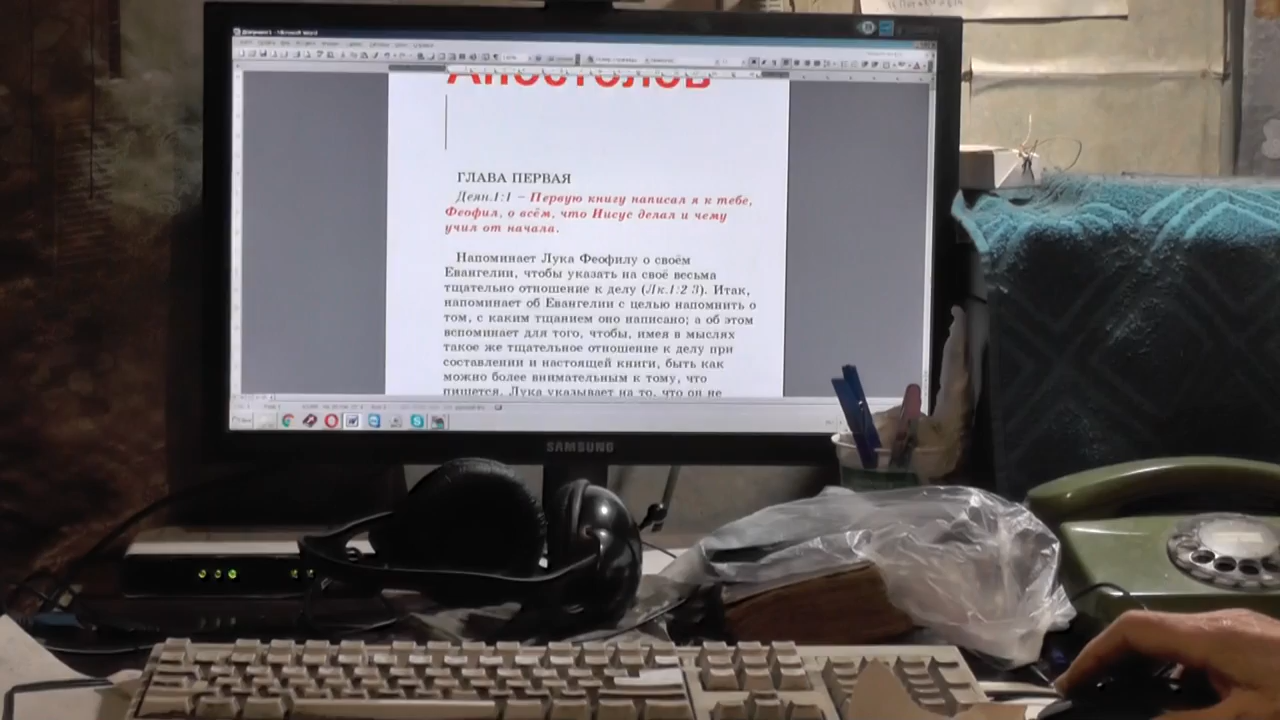 Апостолов
ГЛАВА ПЕРВАЯ
Деян.1:1 – Первую книгу написал я к тебе,
Феофил, о всём, что Иисус делал и чему
учил от начала.
Напоминает Лука Феофилу о своём
Евангелии, чтобы указать на своё весьма
тщательно отношение к делу (Лк.1:2 3). Итак,
напоминает об Евангелии с целью напомнить о
том, с каким тщанием оно написано; а об этом
вспоминает для того, чтобы, имея в мыслях
такое же тщательное отношение к делу при
составлении и настоящей книги, быть как
можно более внимательным к тому, что
пишется. Лука указывает на то, что он не
SAMSUNG